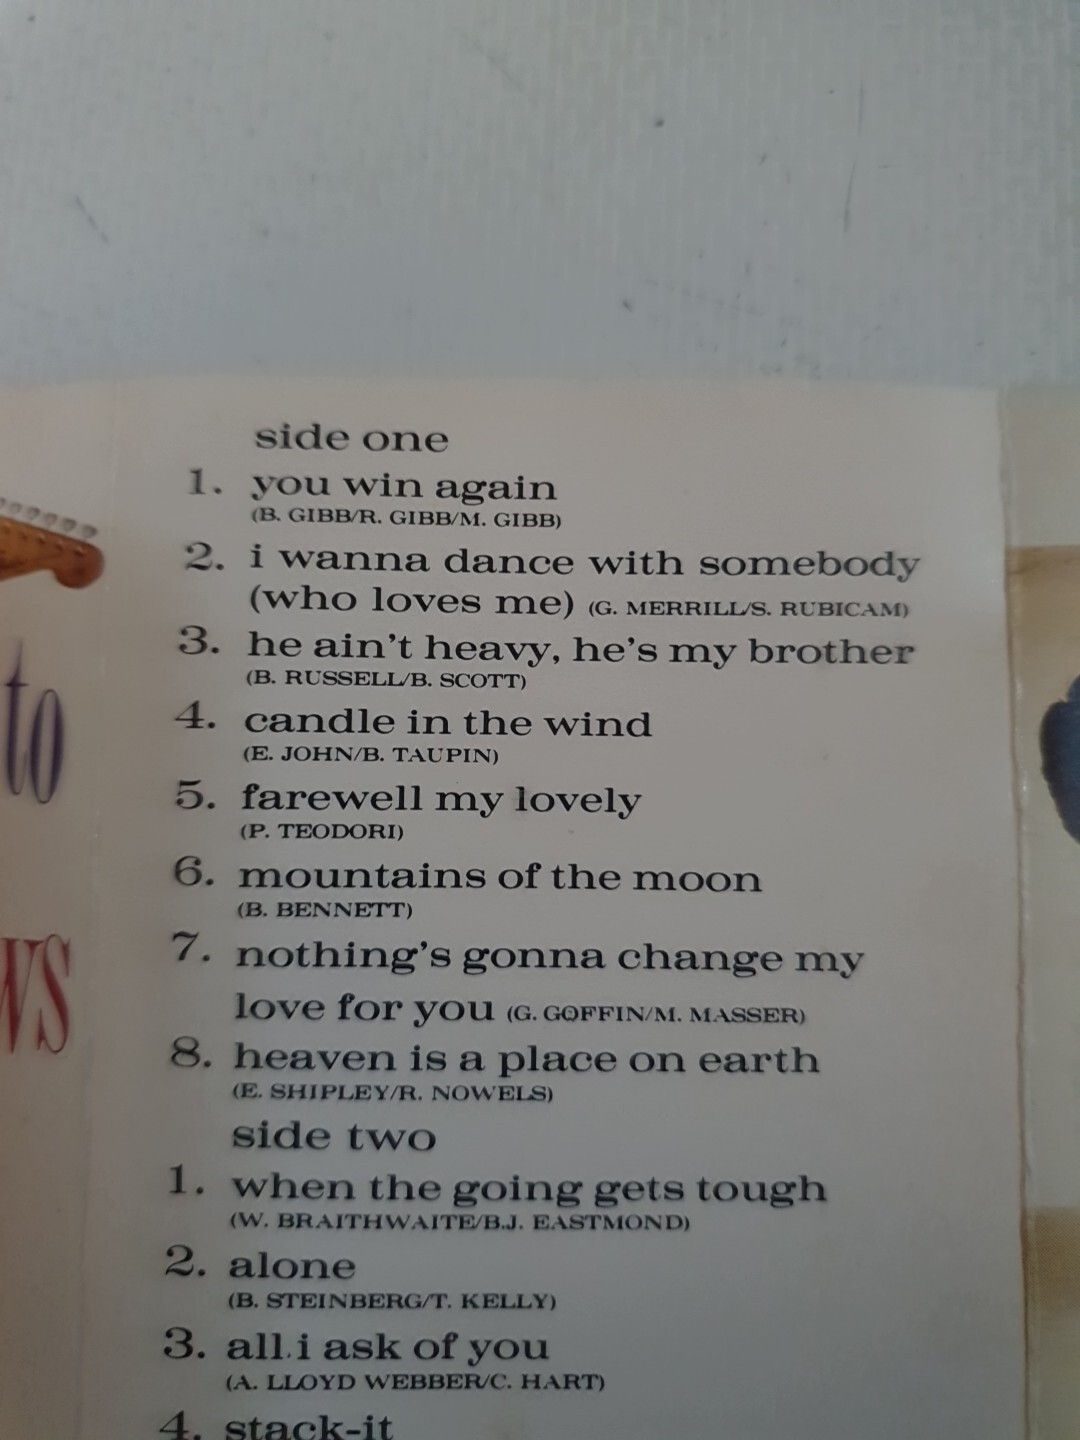 side one
1. you win again
(B. GIBB/R. GIBB/M. GIBB)
2. i wanna dance with somebody
(who loves me) (G. MERRILL/S. RUBICAM)
3. he ain't heavy, he's my brother
(B. RUSSELL/B. SCOTT)
4. candle in the wind
(E. JOHN/B. TAUPIN)
5. farewell my lovely
(P. TEODORI)
6. mountains of the moon
(B. BENNETT)
7. nothing's gonna change my
love for you (G. GOFFIN/M. MASSER)
8. heaven is a place on earth
(E. SHIPLEY/R. NOWELS)
side two
1. when the going gets tough
(W. BRAITHWAITE/B.J. EASTMOND)
2. alone
(B. STEINBERG/T. KELLY)
3. all i ask of you
(A. LLOYD WEBBER/C. HART)
4. stack-it
to